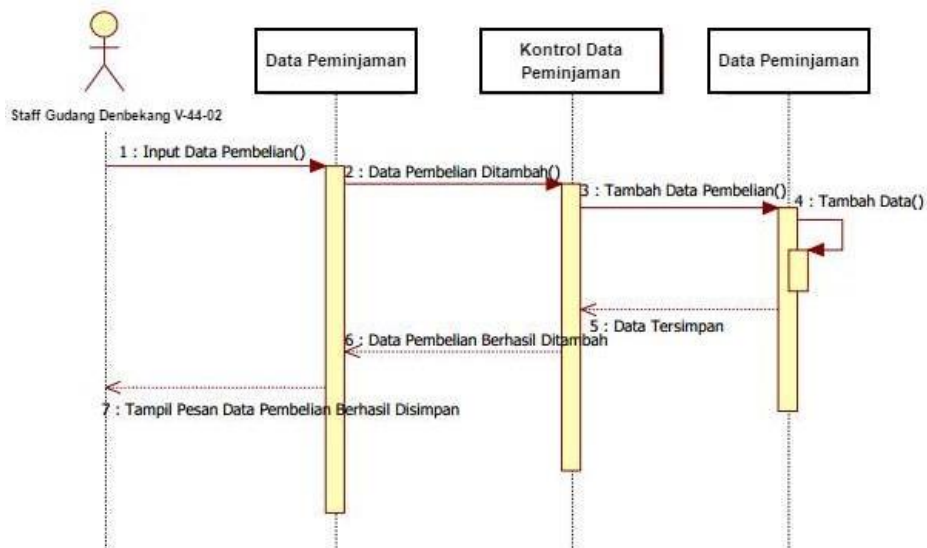 Data Peminjaman
Kontrol Data
Peminjaman
Data Peminjaman
Staff Gudang Denbekang V-44-02
1 : Input Data Pembelian()
2 : Data Pembelian Ditambah()
3 : Tambah Data Pembelian()
4 : Tambah Data()
5 : Data Tersimpan
6 : Data Pembelian Berhasil Ditambah
7 : Tampil Pesan Data Pembelian Berhasil Disimpan